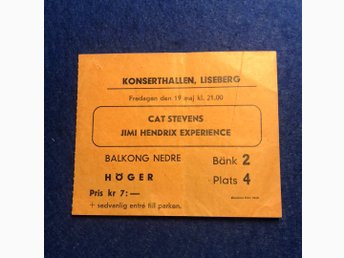 KONSERTHALLEN, LISEBERG
Fredagen den 19 maj kl. 21.00
CAT STEVENS
JIMI HENDRIX EXPERIENCE
BALKONG NEDRE Bänk 2
HÖGER Plats 4
Pris kr 7:—
+ sedvanlig entré till parken.